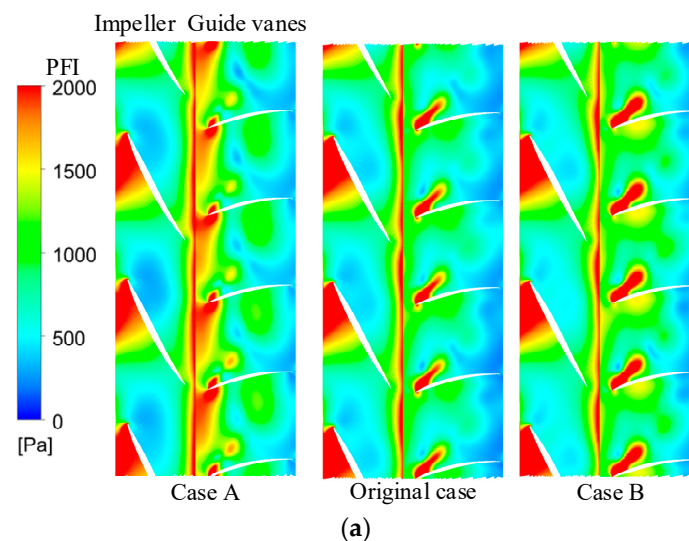 Impeller Guide vanes
PFI
2000
1500
1000
500
0
[Pa]
Case A
Original case
Case B
(a)